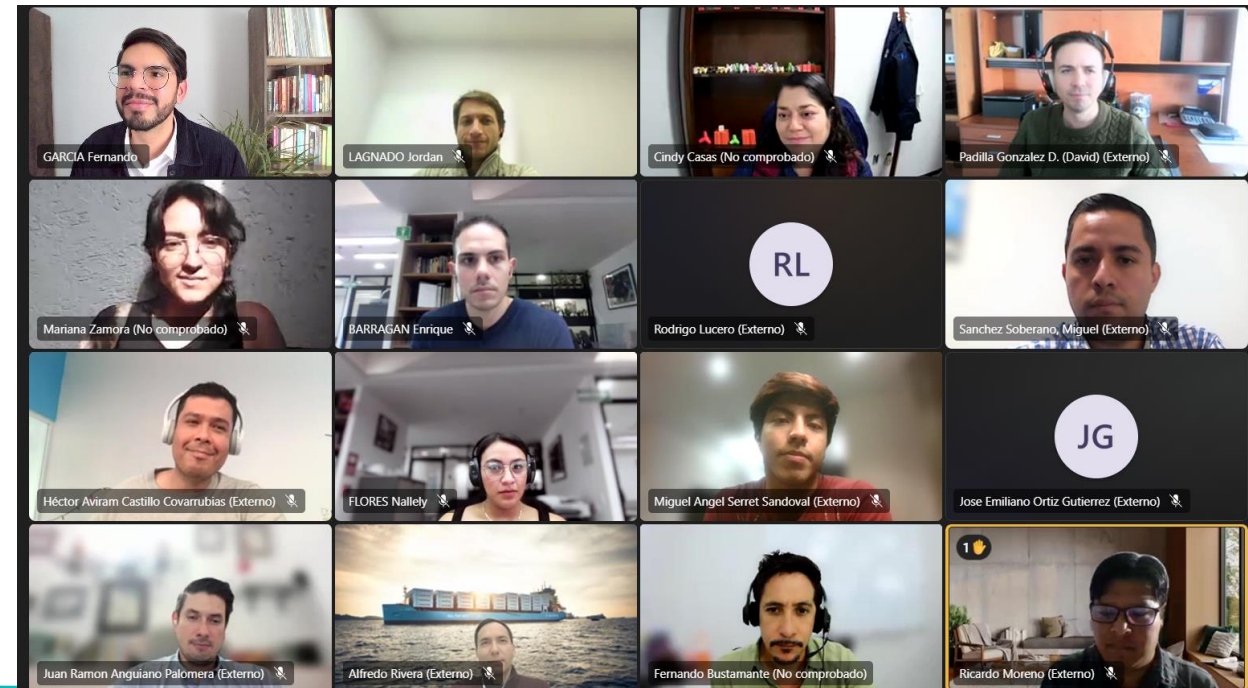 GARCIA Fernando
LAGNADO Jordan
Cindy Casas (No comprobado)
Padilla Gonzalez D. (David) (Externo)
Mariana Zamora (No comprobado)
BARRAGAN Enrique
RL
Rodrigo Lucero (Externo)
Sanchez Soberano, Miguel (Externo)
Héctor Aviram Castillo Covarrubias (Externo)
FLORES Nallely
Miguel Angel Serret Sandoval (Externo)
JG
Jose Emiliano Ortiz Gutierrez (Externo)
1
Juan Ramon Anguiano Palomera (Externo)
Alfredo Rivera (Externo)
Fernando Bustamante (No comprobado)
Ricardo Moreno (Externo)